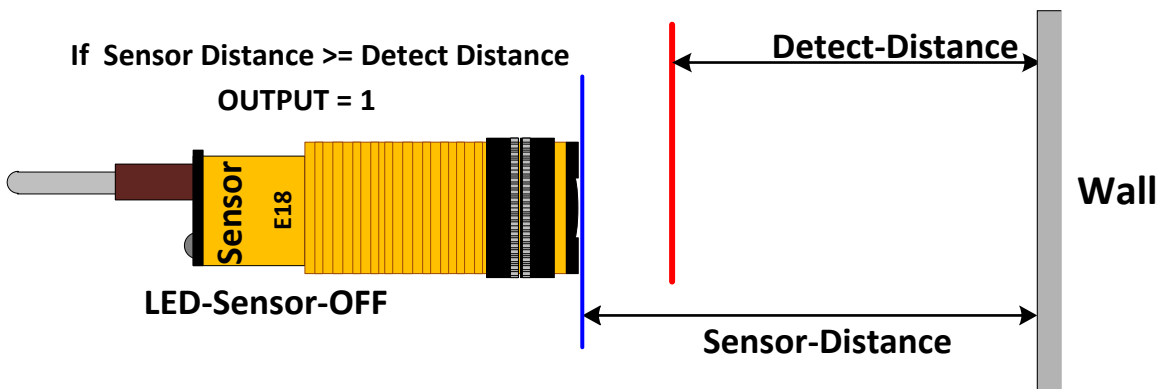 If Sensor Distance >= Detect Distance
OUTPUT = 1
Detect-Distance
Sensor
E18
Wall
LED-Sensor-OFF
Sensor-Distance